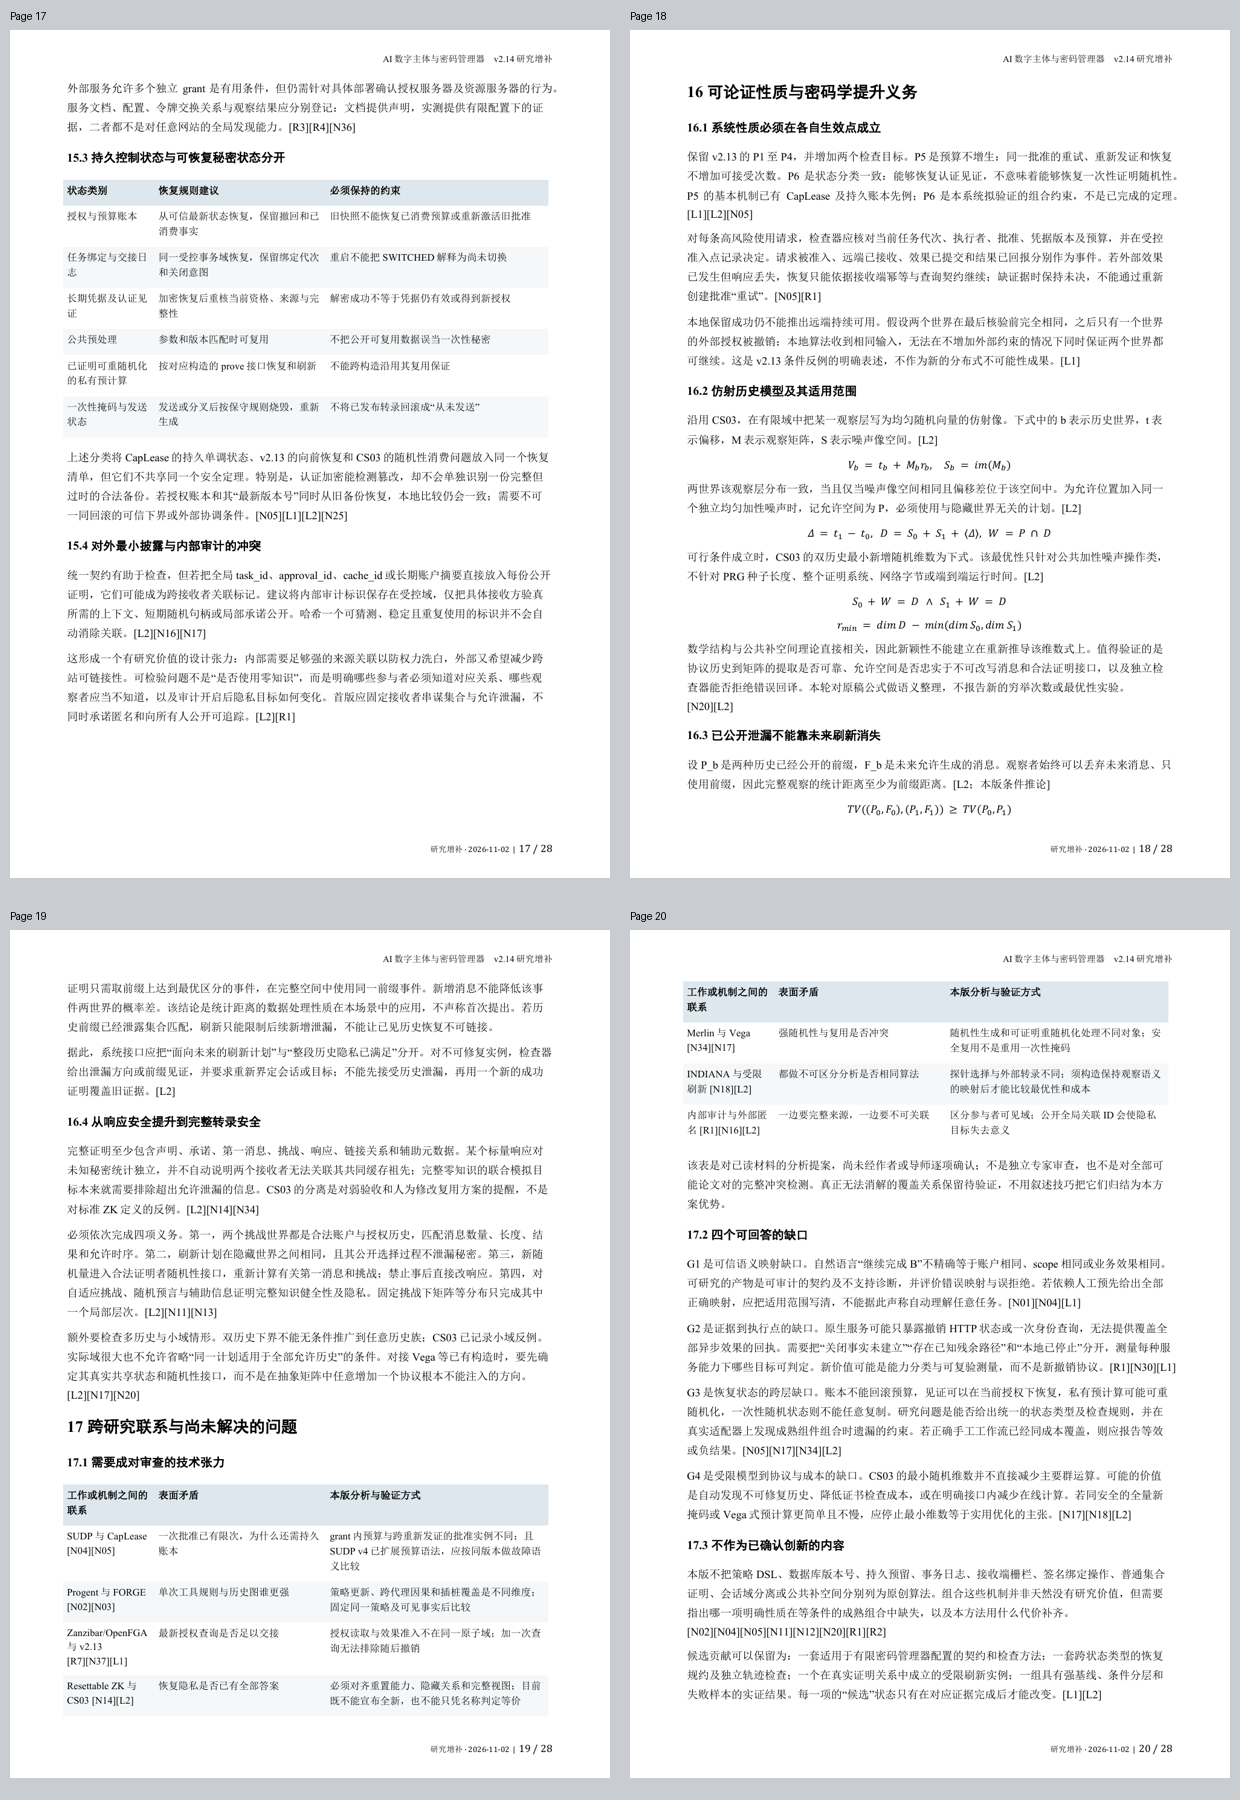 Page 17
AI 数字主体与密码管理器 v2.14 研究增补
外部服务允许多个独立 grant 是有用条件，但仍需针对具体部署确认授权服务器及资源服务器的行为。
服务文档、配置、令牌交换关系与观察结果应分别登记；文档提供声明，实测提供有限配置下的证
据，二者都不是对任意网站的全局发现能力。[R3][R4][N36]
15.3 持久控制状态与可恢复秘密状态分开
状态类别 恢复规则建议 必须保持的约束
授权与预算账本 从可信最新状态恢复，保留撤回和已 旧快照不能恢复已消费预算或重新激活旧批准
消费事实
任务绑定与交接日 同一受控事务域恢复，保留绑定代次 重启不能把 SWITCHED 解释为尚未切换
志 和关闭意图
长期凭据及认证见 加密恢复后重核当前资格、来源与完 解密成功不等于凭据仍有效或得到新授权
证 整性
公共预处理 参数和版本匹配时可复用 不把公开可复用数据误当一次性秘密
已证明可重随机化 按对应构造的 prove 接口恢复和刷新 不能跨构造沿用其复用保证
的私有预计算
一次性掩码与发送 发送或分叉后按保守规则烧毁，重新 不将已发布转录回滚成“从未发送”
状态 生成
上述分类将 CapLease 的持久单调状态、v2.13 的向前恢复和 CS03 的随机性消费问题放入同一个恢复
清单，但它们不共享同一个安全定理。特别是，认证加密能检测篡改，却不会单独识别一份完整但
过时的合法备份。若授权账本和其“最新版本号”同时从旧备份恢复，本地比较仍会一致；需要不可
一同回滚的可信下界或外部协调条件。[N05][L1][L2][N25]
15.4 对外最小披露与内部审计的冲突
统一契约有助于检查，但若把全局 task_id、approval_id、cache_id 或长期账户摘要直接放入每份公开
证明，它们可能成为跨接收者关联标记。建议将内部审计标识保存在受控域，仅把具体接收方验真
所需的上下文、短期随机句柄或局部承诺公开。哈希一个可猜测、稳定且重复使用的标识并不会自
动消除关联。[L2][N16][N17]
这形成一个有研究价值的设计张力：内部需要足够强的来源关联以防权力洗白，外部又希望减少跨
站可链接性。可检验问题不是“是否使用零知识”，而是明确哪些参与者必须知道对应关系、哪些观
察者应当不知道，以及审计开启后隐私目标如何变化。首版应固定接收者串谋集合与允许泄漏，不
同时承诺匿名和向所有人公开可追踪。[L2][R1]
研究增补 · 2026-11-02 | 17 / 28
Page 18
AI 数字主体与密码管理器 v2.14 研究增补
16 可论证性质与密码学提升义务
16.1 系统性质必须在各自生效点成立
保留 v2.13 的 P1 至 P4，并增加两个检查目标。P5 是预算不增生：同一批准的重试、重新发证和恢复
不增加可接受次数。P6 是状态分类一致：能够恢复认证见证，不意味着能够恢复一次性证明随机性。
P5 的基本机制已有 CapLease 及持久账本先例；P6 是本系统拟验证的组合约束，不是已完成的定理。
[L1][L2][N05]
对每条高风险使用请求，检查器应核对当前任务代次、执行者、批准、凭据版本及预算，并在受控
准入点记录决定。请求被准入、远端已接收、效果已提交和结果已回报分别作为事件。若外部效果
已发生但响应丢失，恢复只能依据接收端幂等与查询契约继续；缺证据时保持未决，不能通过重新
创建批准“重试”。[N05][R1]
本地保留成功仍不能推出远端持续可用。假设两个世界在最后核验前完全相同，之后只有一个世界
的外部授权被撤销；本地算法收到相同输入，无法在不增加外部约束的情况下同时保证两个世界都
可继续。这是 v2.13 条件反例的明确表述，不作为新的分布式不可能性成果。[L1]
16.2 仿射历史模型及其适用范围
沿用 CS03，在有限域中把某一观察层写为均匀随机向量的仿射像。下式中的 b 表示历史世界，t 表
示偏移，M 表示观察矩阵，S 表示噪声像空间。[L2]
V_b = t_b + M_b r_b, S_b = im(M_b)
两世界该观察层分布一致，当且仅当噪声像空间相同且偏移差位于该空间中。为允许位置加入同一
个独立均匀加性噪声时，记允许空间为 P，必须使用与隐藏世界无关的计划。[L2]
Δ = t₁ − t₀, D = S₀ + S₁ + ⟨Δ⟩, W = P ∩ D
可行条件成立时，CS03 的双历史最小新增随机维数为下式。该最优性只针对公共加性噪声操作类，
不针对 PRG 种子长度、整个证明系统、网络字节或端到端运行时间。[L2]
S₀ + W = D ∧ S₁ + W = D
r_min = dim D − min(dim S₀, dim S₁)
数学结构与公共补空间理论直接相关，因此新颖性不能建立在重新推导该维数式上。值得验证的是
协议历史到矩阵的提取是否可靠、允许空间是否忠实于不可改写消息和合法证明接口，以及独立检
查器能否拒绝错误回译。本轮对原稿公式做语义整理，不报告新的穷举次数或最优性实验。
[N20][L2]
16.3 已公开泄漏不能靠未来刷新消失
设 P_b 是两种历史已经公开的前缀，F_b 是未来允许生成的消息。观察者始终可以丢弃未来消息、只
使用前缀，因此完整观察的统计距离至少为前缀距离。[L2：本版条件推论]
TV((P₀, F₀), (P₁, F₁)) ≥ TV(P₀, P₁)
研究增补 · 2026-11-02 | 18 / 28
Page 19
AI 数字主体与密码管理器 v2.14 研究增补
证明只需取前缀上达到最优区分的事件，在完整空间中使用同一前缀事件。新增消息不能降低该事
件两世界的概率差。该结论是统计距离的数据处理性质在本场景中的应用，不声称首次提出。若历
史前缀已经泄露集合匹配，刷新只能限制后续新增泄漏，不能让已见历史恢复不可链接。
据此，系统接口应把“面向未来的刷新计划”与“整段历史隐私已满足”分开。对不可修复实例，检查器
给出泄漏方向或前缀见证，并要求重新界定会话或目标；不能先接受历史泄漏，再用一个新的成功
证明覆盖旧证据。[L2]
16.4 从响应安全提升到完整转录安全
完整证明至少包含声明、承诺、第一消息、挑战、响应、链接关系和辅助元数据。某个标量响应对
未知秘密统计独立，并不自动说明两个接收者无法关联其共同缓存祖先；完整零知识的联合模拟目
标本来就需要排除超出允许泄漏的信息。CS03 的分离是对弱验收和人为修改复用方案的提醒，不是
对标准 ZK 定义的反例。[L2][N14][N34]
必须依次完成四项义务。第一，两个挑战世界都是合法账户与授权历史，匹配消息数量、长度、结
果和允许时序。第二，刷新计划在隐藏世界之间相同，且其公开选择过程不泄漏秘密。第三，新随
机量进入合法证明者随机性接口，重新计算有关第一消息和挑战；禁止事后直接改响应。第四，对
自适应挑战、随机预言与辅助信息证明完整知识健全性及隐私。固定挑战下矩阵等分布只完成其中
一个局部层次。[L2][N11][N13]
额外要检查多历史与小域情形。双历史下界不能无条件推广到任意历史族；CS03 已记录小域反例。
实际域很大也不允许省略“同一计划适用于全部允许历史”的条件。对接 Vega 等已有构造时，要先确
定其真实共享状态和随机性接口，而不是在抽象矩阵中任意增加一个协议根本不能注入的方向。
[L2][N17][N20]
17 跨研究联系与尚未解决的问题
17.1 需要成对审查的技术张力
工作或机制之间的 表面矛盾 本版分析与验证方式
联系
SUDP 与 CapLease 一次批准已有限次，为什么还需持久 grant 内预算与跨重新发证的批准实例不同；且
[N04][N05] 账本 SUDP v4 已扩展预算语法，应按同版本做故障语
义比较
Progent 与 FORGE 单次工具规则与历史图谁更强 策略更新、跨代理因果和插桩覆盖是不同维度；
[N02][N03] 固定同一策略及可见事实后比较
Zanzibar/OpenFGA 最新授权查询是否足以交接 授权读取与效果准入不在同一原子域；加一次查
与 v2.13 询无法排除随后撤销
[R7][N37][L1]
Resettable ZK 与 恢复隐私是否已有全部答案 必须对齐重置能力、隐藏关系和完整视图；目前
CS03 [N14][L2] 既不能宣布全新，也不能只凭名称判定等价
研究增补 · 2026-11-02 | 19 / 28
Page 20
AI 数字主体与密码管理器 v2.14 研究增补
工作或机制之间的 表面矛盾 本版分析与验证方式
联系
Merlin 与 Vega 强随机性与复用是否冲突 随机性生成和可证明重随机化处理不同对象；安
[N34][N17] 全复用不是重用一次性掩码
INDIANA 与受限 都做不可区分分析是否相同算法 探针选择与外部转录不同；须构造保持观察语义
刷新 [N18][L2] 的映射后才能比较最优性和成本
内部审计与外部匿 一边要完整来源，一边要不可关联 区分参与者可见域；公开全局关联 ID 会使隐私
名 [R1][N16][L2] 目标失去意义
该表是对已读材料的分析提案，尚未经作者或导师逐项确认；不是独立专家审查，也不是对全部可
能论文对的完整冲突检测。真正无法消解的覆盖关系保留待验证，不用叙述技巧把它们归结为本方
案优势。
17.2 四个可回答的缺口
G1 是可信语义映射缺口。自然语言“继续完成 B”不精确等于账户相同、scope 相同或业务效果相同。
可研究的产物是可审计的契约及不支持诊断，并评价错误映射与误拒绝。若依赖人工预先给出全部
正确映射，应把适用范围写清，不能据此声称自动理解任意任务。[N01][N04][L1]
G2 是证据到执行点的缺口。原生服务可能只暴露撤销 HTTP 状态或一次身份查询，无法提供覆盖全
部异步效果的回执。需要把“关闭事实未建立”“存在已知残余路径”和“本地已停止”分开，测量每种服
务能力下哪些目标可判定。新价值可能是能力分类与可复验测量，而不是新撤销协议。[R1][N30][L1]
G3 是恢复状态的跨层缺口。账本不能回滚预算，见证可以在当前授权下恢复，私有预计算可能可重
随机化，一次性随机状态则不能任意复制。研究问题是能否给出统一的状态类型及检查规则，并在
真实适配器上发现成熟组件组合时遗漏的约束。若正确手工工作流已经同成本覆盖，则应报告等效
或负结果。[N05][N17][N34][L2]
G4 是受限模型到协议与成本的缺口。CS03 的最小随机维数并不直接减少主要群运算。可能的价值
是自动发现不可修复历史、降低证书检查成本，或在明确接口内减少在线计算。若同安全的全量新
掩码或 Vega 式预计算更简单且不慢，应停止最小维数等于实用优化的主张。[N17][N18][L2]
17.3 不作为已确认创新的内容
本版不把策略 DSL、数据库版本号、持久预留、事务日志、接收端栅栏、签名绑定操作、普通集合
证明、会话域分离或公共补空间分别列为原创算法。组合这些机制并非天然没有研究价值，但需要
指出哪一项明确性质在等条件的成熟组合中缺失，以及本方法用什么代价补齐。
[N02][N04][N05][N11][N12][N20][R1][R2]
候选贡献可以保留为：一套适用于有限密码管理器配置的契约和检查方法；一套跨状态类型的恢复
规约及独立轨迹检查；一个在真实证明关系中成立的受限刷新实例；一组具有强基线、条件分层和
失败样本的实证结果。每一项的“候选”状态只有在对应证据完成后才能改变。[L1][L2]
研究增补 · 2026-11-02 | 20 / 28